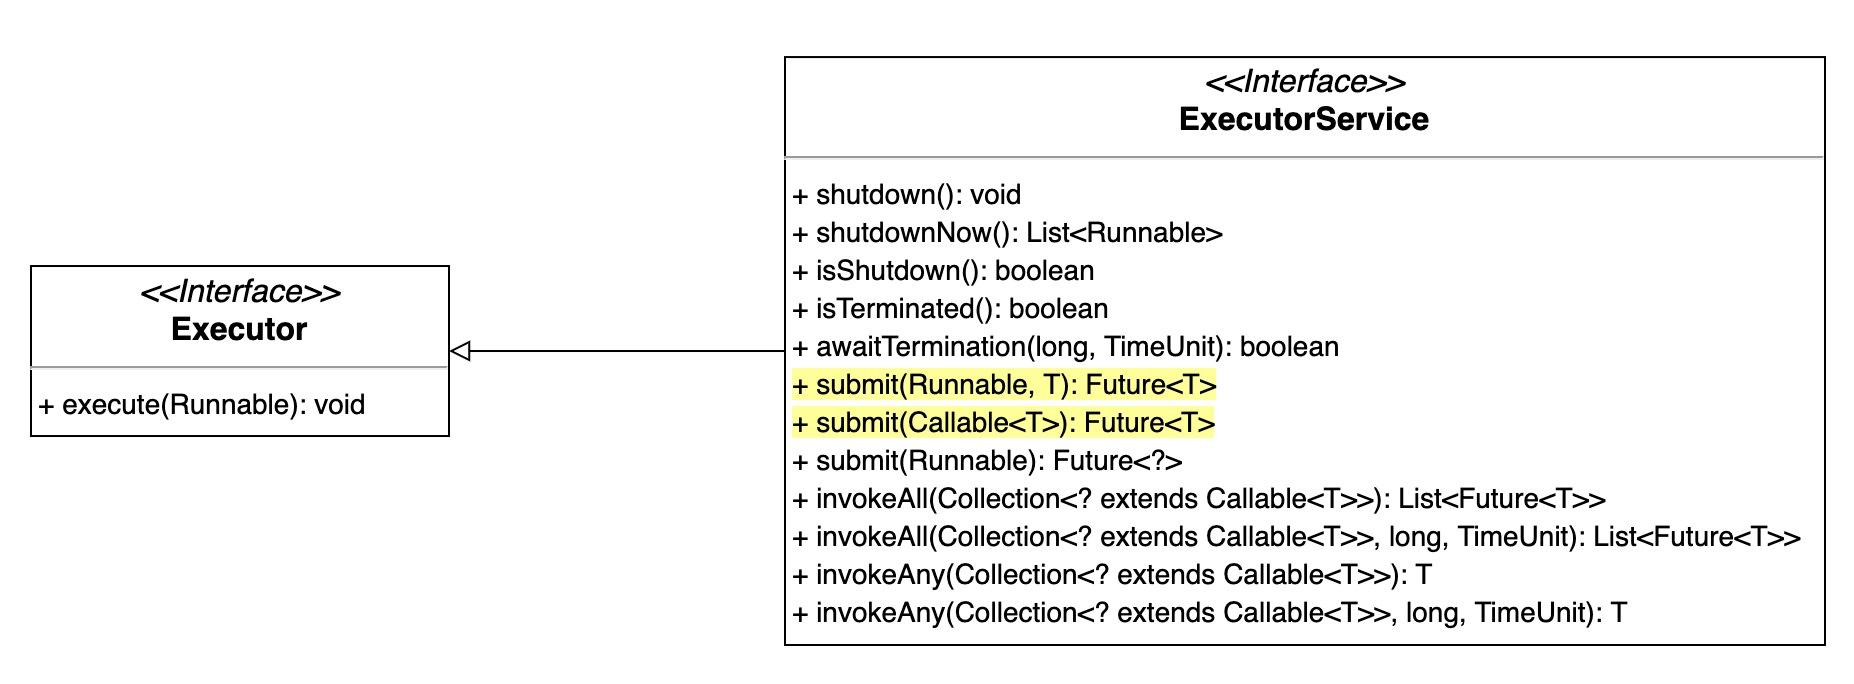 <<Interface>>
Executor
+ execute(Runnable): void
<<Interface>>
ExecutorService
+ shutdown(): void
+ shutdownNow(): List<Runnable>
+ isShutdown(): boolean
+ isTerminated(): boolean
+ awaitTermination(long, TimeUnit): boolean
+ submit(Runnable, T): Future<T>
+ submit(Callable<T>): Future<T>
+ submit(Runnable): Future<?>
+ invokeAll(Collection<? extends Callable<T>>): List<Future<T>>
+ invokeAll(Collection<? extends Callable<T>>, long, TimeUnit): List<Future<T>>
+ invokeAny(Collection<? extends Callable<T>>): T
+ invokeAny(Collection<? extends Callable<T>>, long, TimeUnit): T